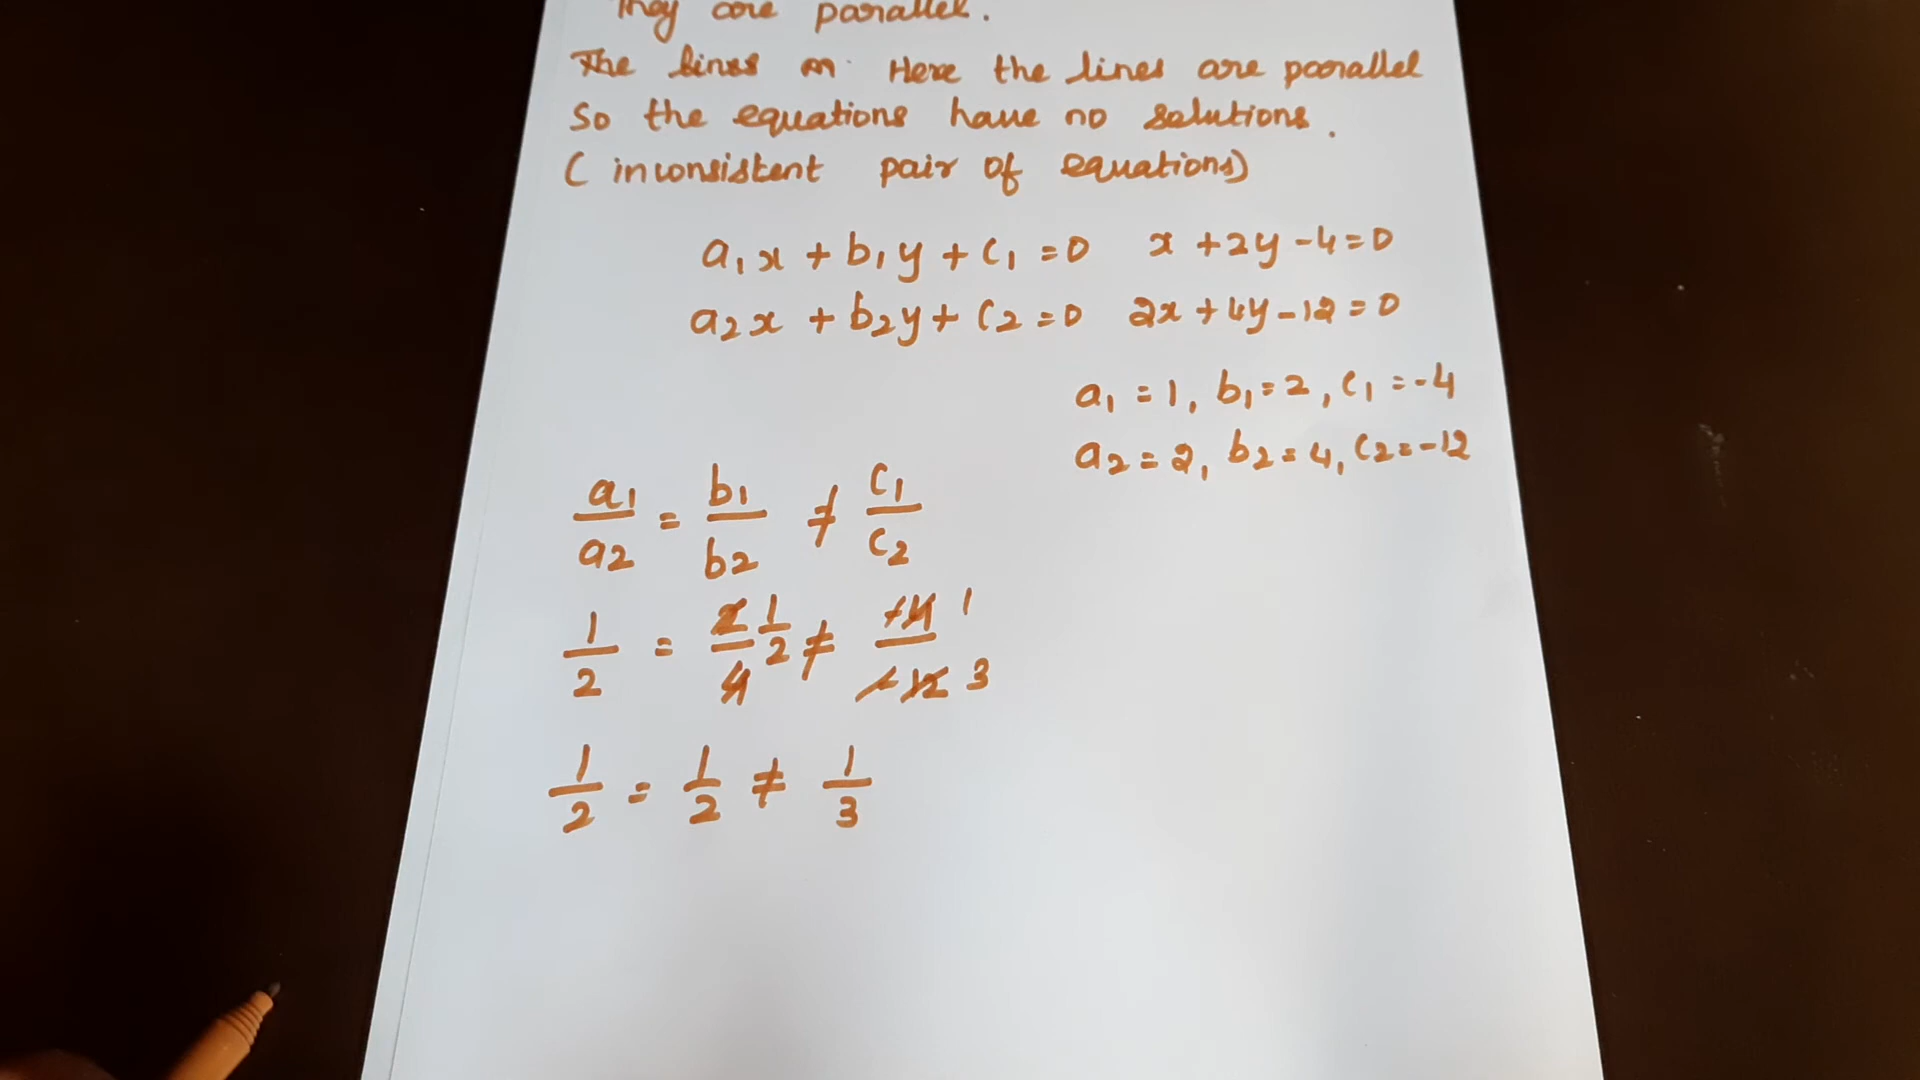 They are parallel.
The lines m. Here the lines are parallel
So the equations have no solutions.
( inconsistent pair of equations)
a₁x + b₁y + c₁ = 0 x + 2y - 4 = 0
a₂x + b₂y + c₂ = 0 2x + 4y - 12 = 0
a₁ = 1, b₁ = 2, c₁ = -4
a₂ = 2, b₂ = 4, c₂ = -12
a₁/a₂ = b₁/b₂ ≠ c₁/c₂
1/2 = 2/4 1/2 ≠ -4/-12 1 3
1/2 = 1/2 ≠ 1/3